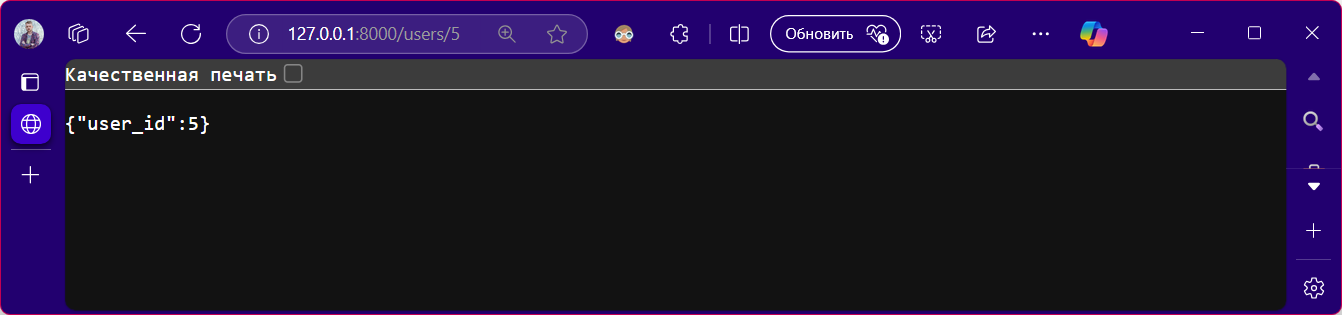 127.0.0.1:8000/users/5
Обновить
Качественная печать
{"user_id":5}